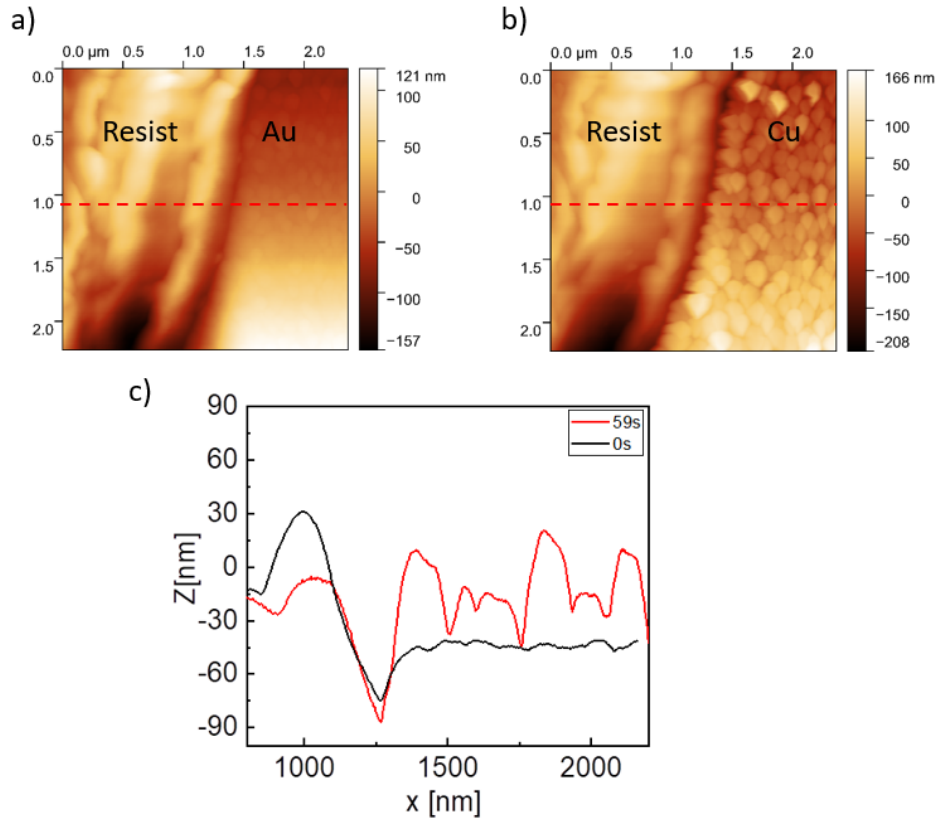 a)
0.0 µm 0.5 1.0 1.5 2.0
0.0
0.5
1.0
1.5
2.0
Resist
Au
121 nm
100
50
0
−50
−100
−157
b)
0.0 µm 0.5 1.0 1.5 2.0
0.0
0.5
1.0
1.5
2.0
Resist
Cu
166 nm
100
50
0
−50
−100
−150
−208
c)
90
60
30
0
-30
-60
-90
Z[nm]
59s
0s
1000 1500 2000
x [nm]